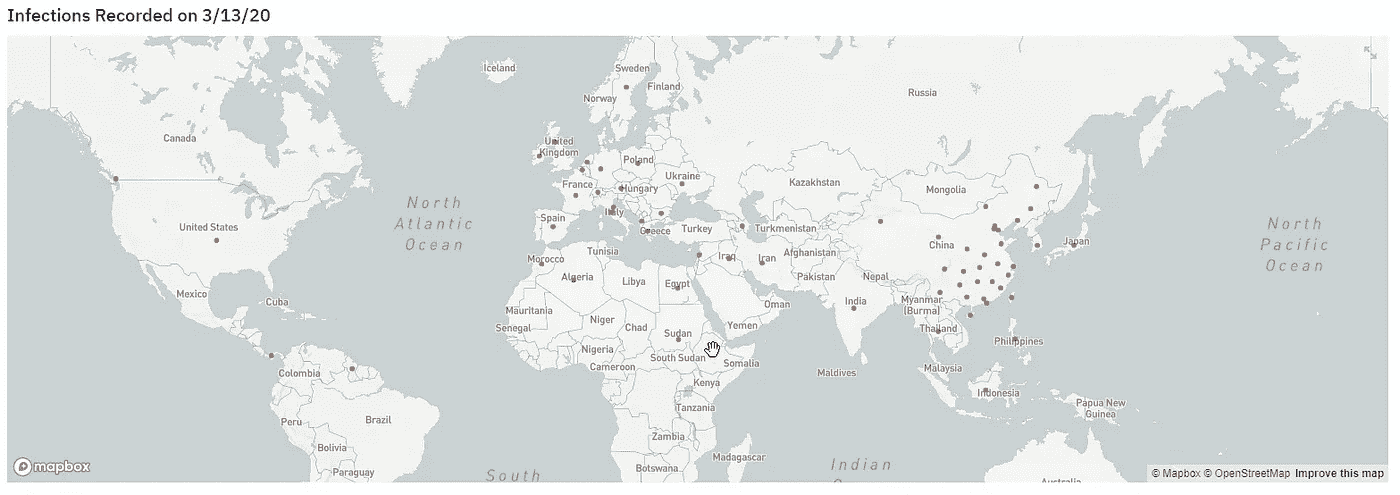 Infections Recorded on 3/13/20
Iceland
Sweden
Finland
Norway
Russia
Canada
United
Kingdom
Poland
Ukraine
France
Hungary
Kazakhstan
Mongolia
North
Atlantic
Ocean
United States
Spain
Italy
Greece
Turkey
Turkmenistan
China
Japan
North
Pacific
Ocean
Tunisia
Morocco
Iraq
Iran
Afghanistan
Algeria
Libya
Egypt
Pakistan
Nepal
Mexico
Cuba
Mauritania
Oman
India
Myanmar
(Burma)
Senegal
Niger
Chad
Sudan
Yemen
Thailand
Philippines
Nigeria
South Sudan
Cameroon
Somalia
Colombia
Maldives
Malaysia
Kenya
Indonesia
Papua New
Guinea
Tanzania
Peru
Brazil
Zambia
Bolivia
Madagascar
Botswana
Paraguay
South
Indian
mapbox
© Mapbox © OpenStreetMap Improve this map